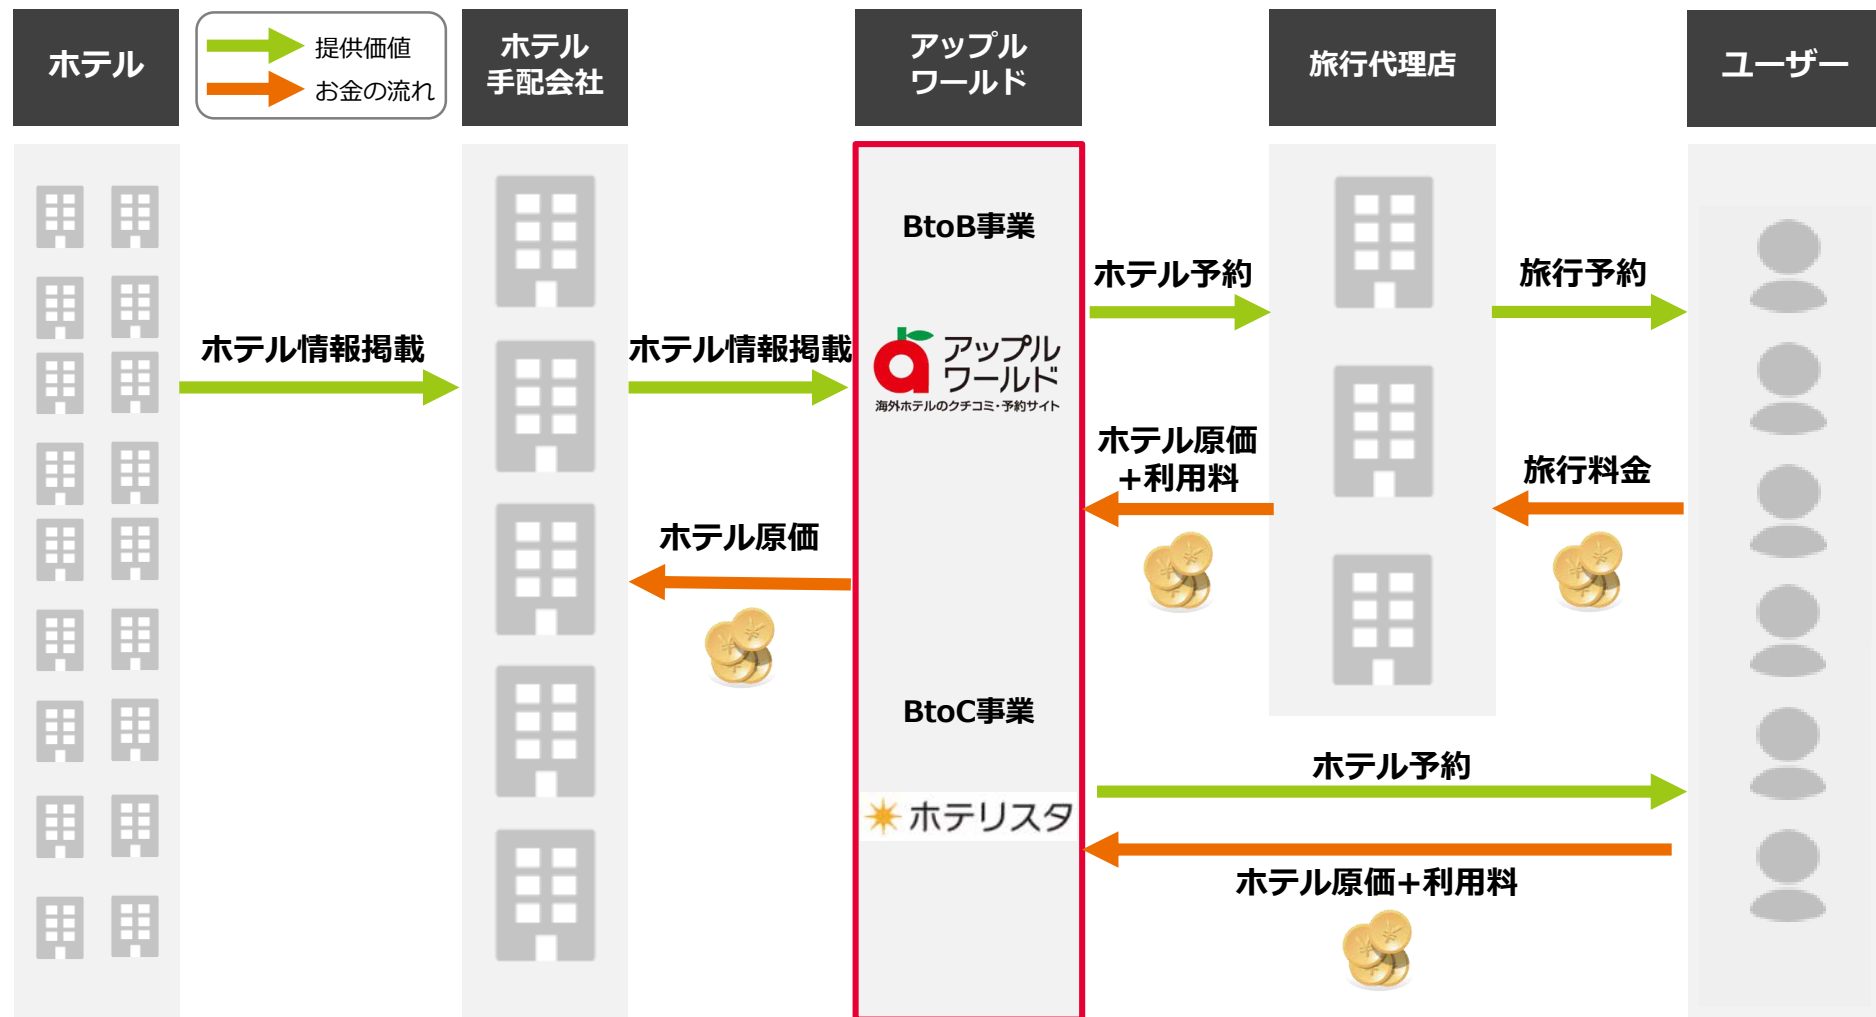 ホテル
提供価値
お金の流れ
ホテル
手配会社
アップル
ワールド
旅行代理店
ユーザー
BtoB事業
ホテル情報掲載
ホテル情報掲載
アップル
ワールド
海外ホテルのクチコミ・予約サイト
ホテル予約
旅行予約
ホテル原価
+利用料
旅行料金
ホテル原価
BtoC事業
ホテリスタ
ホテル予約
ホテル原価+利用料